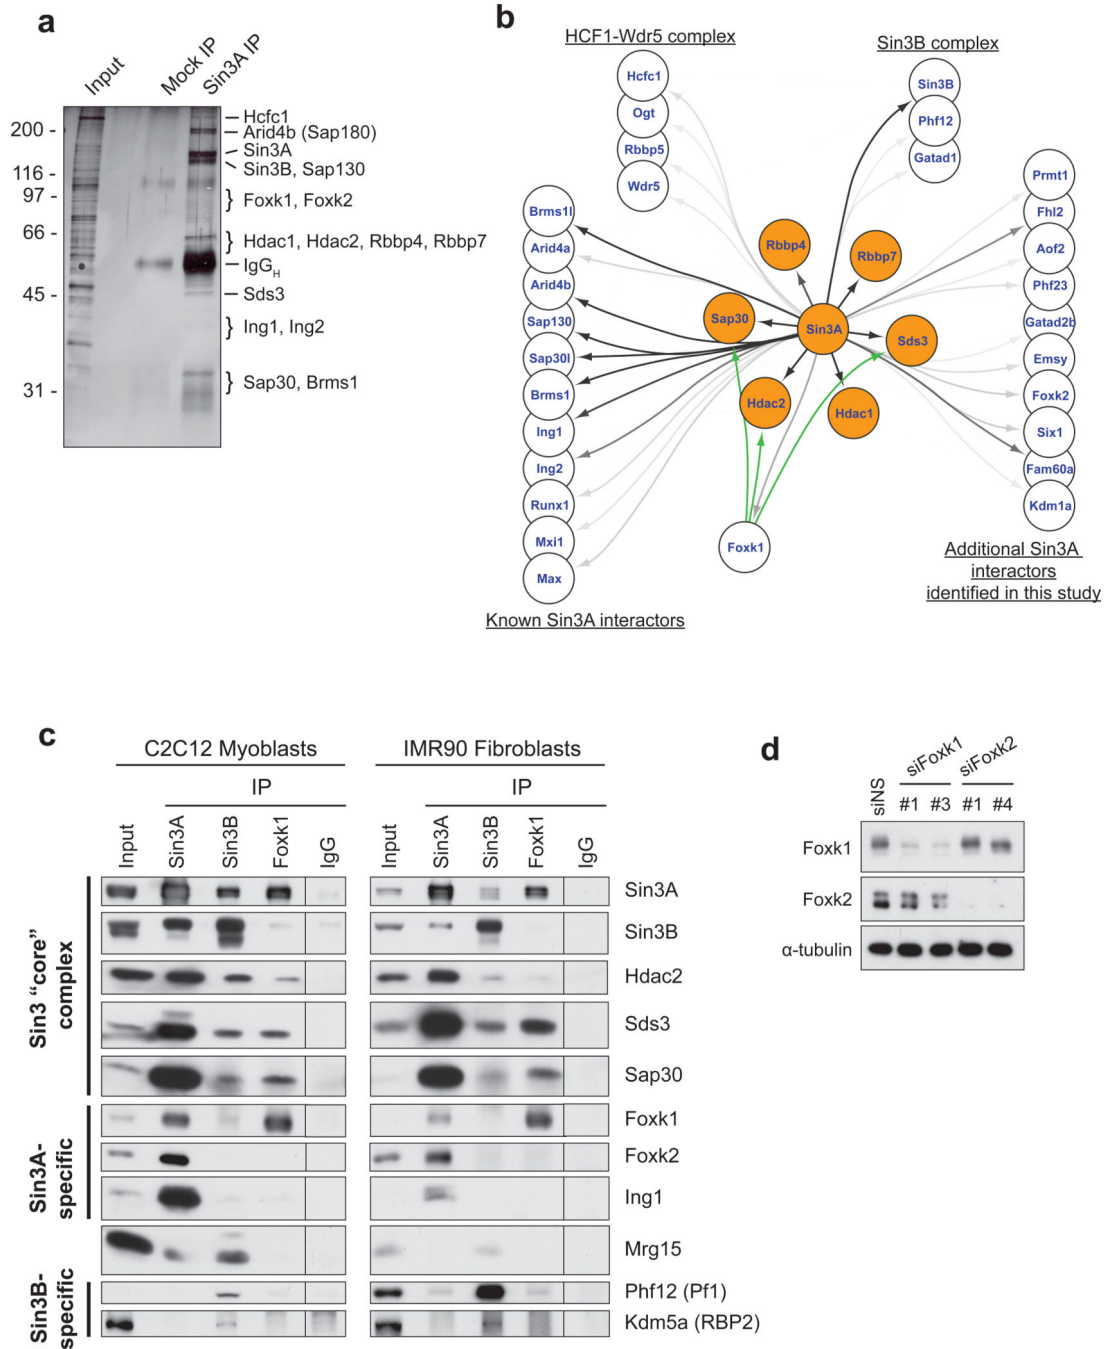 a
Input
Mock IP
Sin3A IP
200 -
116 -
97 -
66 -
45 -
31 -
Hcfc1
Arid4b (Sap180)
Sin3A
Sin3B, Sap130
Foxk1, Foxk2
Hdac1, Hdac2, Rbbp4, Rbbp7
IgGH
Sds3
Ing1, Ing2
Sap30, Brms1
b
HCF1-Wdr5 complex
Hcfc1
Ogt
Rbbp5
Wdr5
Sin3B complex
Sin3B
Phf12
Gatad1
Brms1l
Arid4a
Arid4b
Sap130
Sap30l
Brms1
Ing1
Ing2
Runx1
Mxi1
Max
Known Sin3A interactors
Rbbp4
Rbbp7
Sap30
Sin3A
Sds3
Hdac2
Hdac1
Foxk1
Prmt1
Fhl2
Aof2
Phf23
Gatad2b
Emsy
Foxk2
Six1
Fam60a
Kdm1a
Additional Sin3A
interactors
identified in this study
c
C2C12 Myoblasts
IMR90 Fibroblasts
IP
IP
Input
Sin3A
Sin3B
Foxk1
IgG
Input
Sin3A
Sin3B
Foxk1
IgG
Sin3 “core”
complex
Sin3A
Sin3B
Hdac2
Sds3
Sap30
Sin3A-
specific
Foxk1
Foxk2
Ing1
Mrg15
Sin3B-
specific
Phf12 (Pf1)
Kdm5a (RBP2)
d
siNS
siFoxk1
siFoxk2
#1
#3
#1
#4
Foxk1
Foxk2
α-tubulin